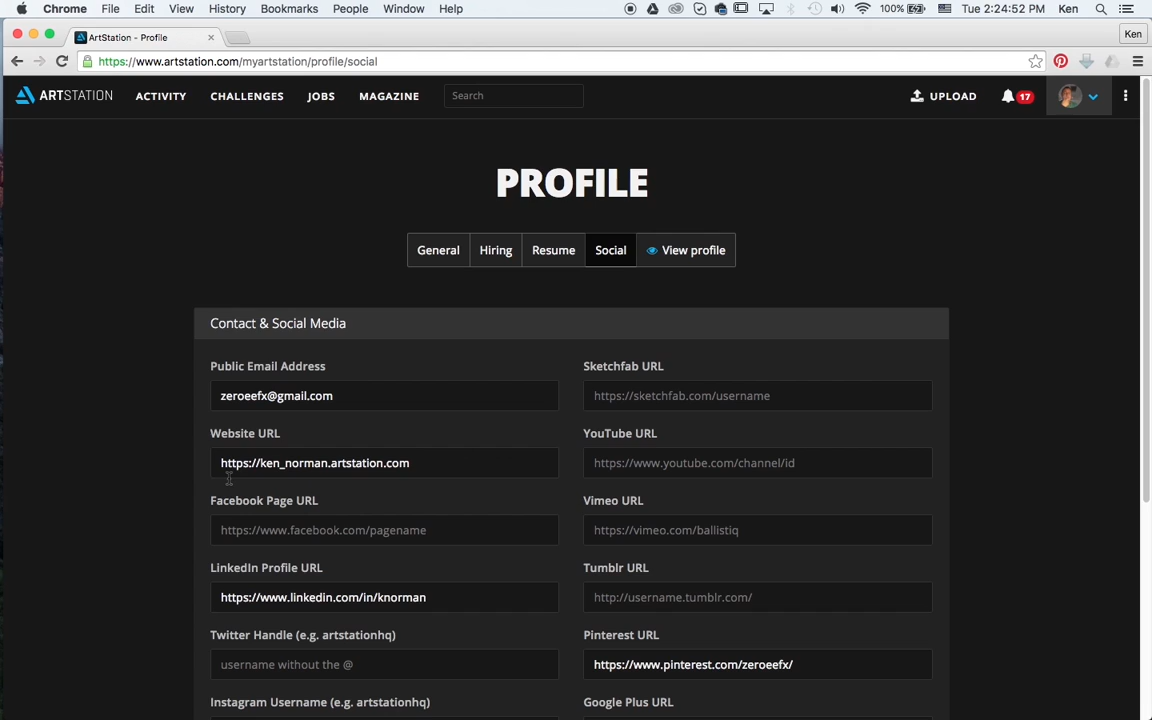 Chrome File Edit View History Bookmarks People Window Help 100% Tue 2:24:52 PM Ken
ArtStation - Profile Ken
https://www.artstation.com/myartstation/profile/social
ARTSTATION ACTIVITY CHALLENGES JOBS MAGAZINE Search UPLOAD 17
PROFILE
General Hiring Resume Social View profile
Contact & Social Media
Public Email Address Sketchfab URL
zeroeefx@gmail.com https://sketchfab.com/username
Website URL YouTube URL
https://ken_norman.artstation.com https://www.youtube.com/channel/id
Facebook Page URL Vimeo URL
https://www.facebook.com/pagename https://vimeo.com/ballistiq
LinkedIn Profile URL Tumblr URL
https://www.linkedin.com/in/knorman http://username.tumblr.com/
Twitter Handle (e.g. artstationhq) Pinterest URL
username without the @ https://www.pinterest.com/zeroeefx/
Instagram Username (e.g. artstationhq) Google Plus URL